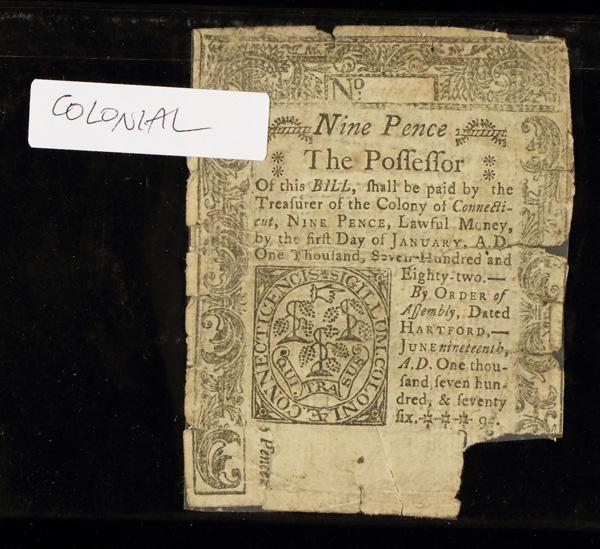 COLONIAL
No.
Nine Pence
The Poſſeſſor
Of this BILL, ſhall be paid by the
Treaſurer of the Colony of Connecti-
cut, NINE PENCE, Lawful Money,
by the firſt Day of JANUARY. A.D.
One Thouſand, Seven-Hundred and
Eighty-two.—
By ORDER of
Aſſembly, Dated
HARTFORD,—
JUNE nineteenth,
A.D. One thou-
ſand ſeven hun-
dred, & ſeventy
ſix.
9d.
SIGILLUM. COLONIÆ. CONNECTICENCIS
QUI TRA SUS
Pence